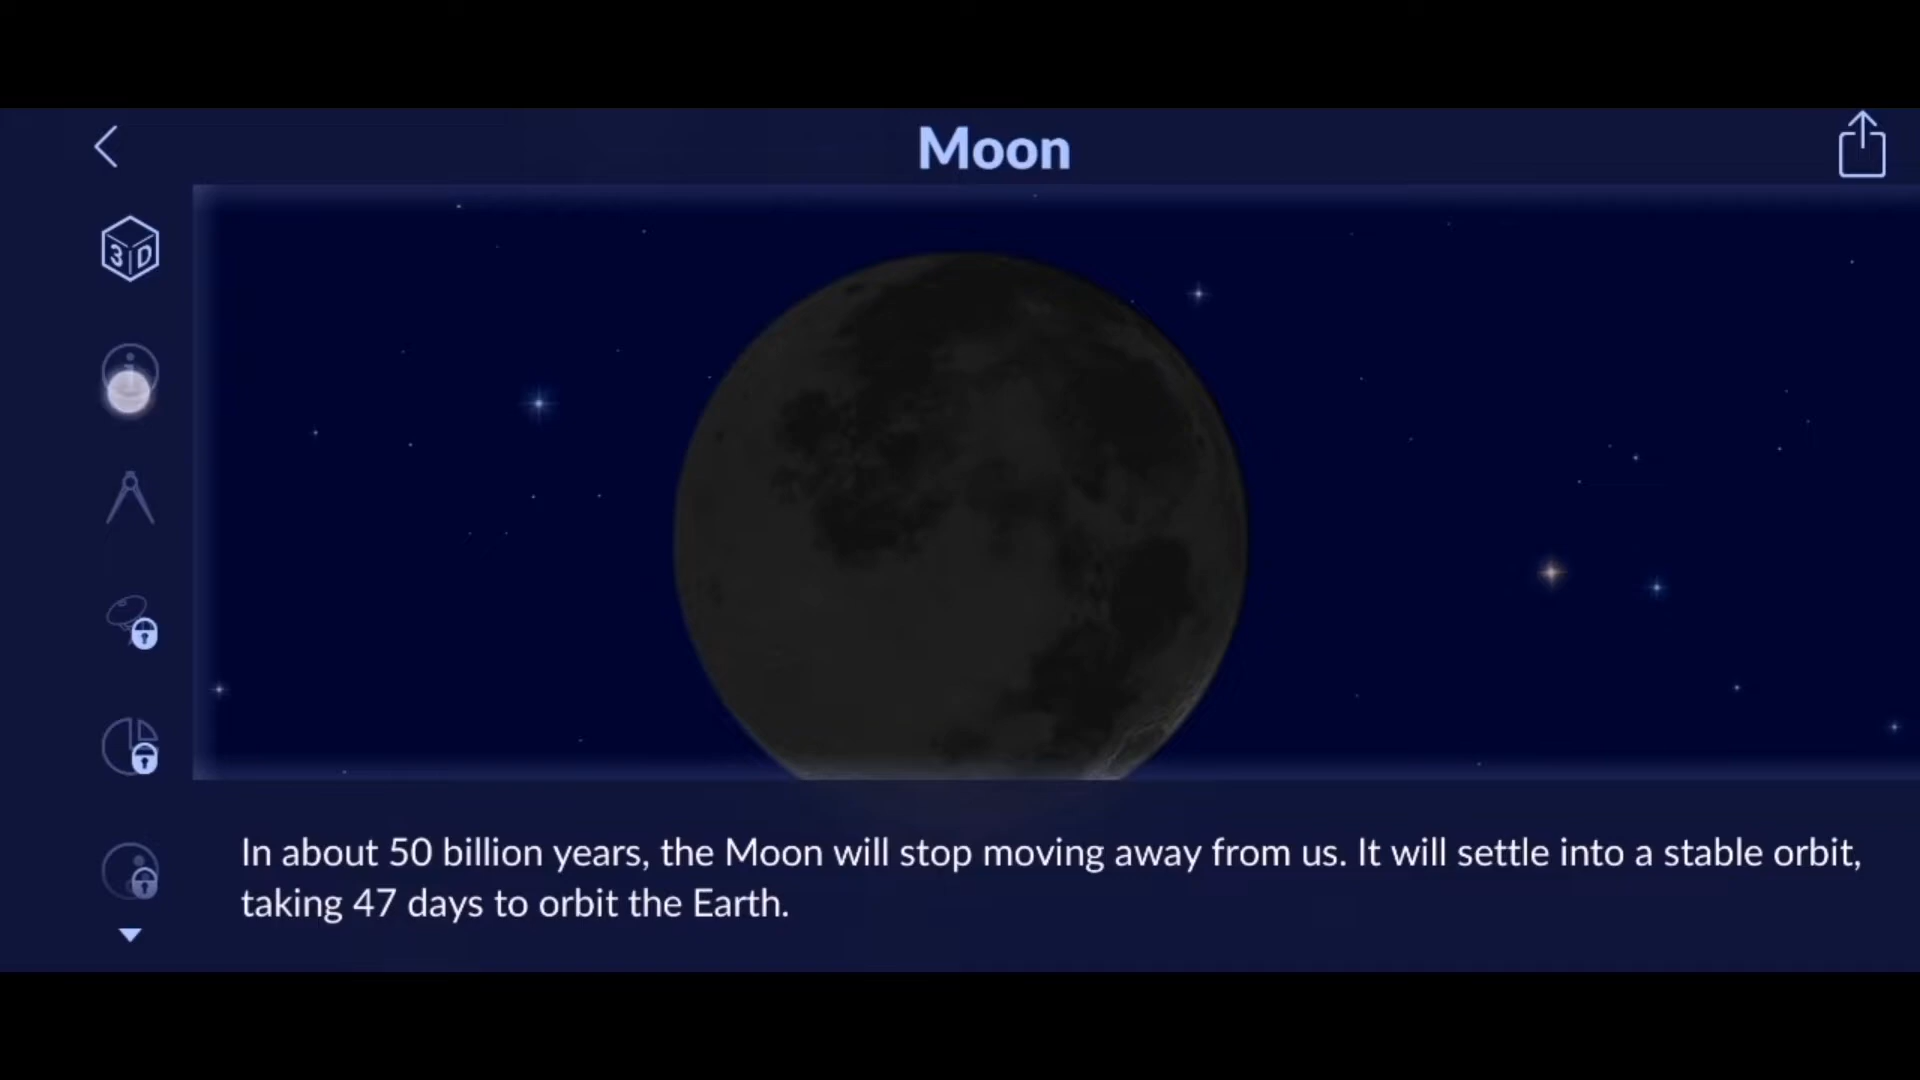 Moon
3D
In about 50 billion years, the Moon will stop moving away from us. It will settle into a stable orbit,
taking 47 days to orbit the Earth.